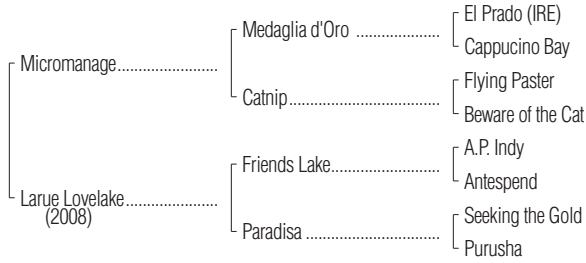 El Prado (IRE)
Medaglia d'Oro ....................
Cappucino Bay
Micromanage........................
Flying Paster
Catnip....................................
Beware of the Cat
A.P. Indy
Friends Lake..........................
Antespend
Larue Lovelake......................
(2008)
Seeking the Gold
Paradisa ................................
Purusha